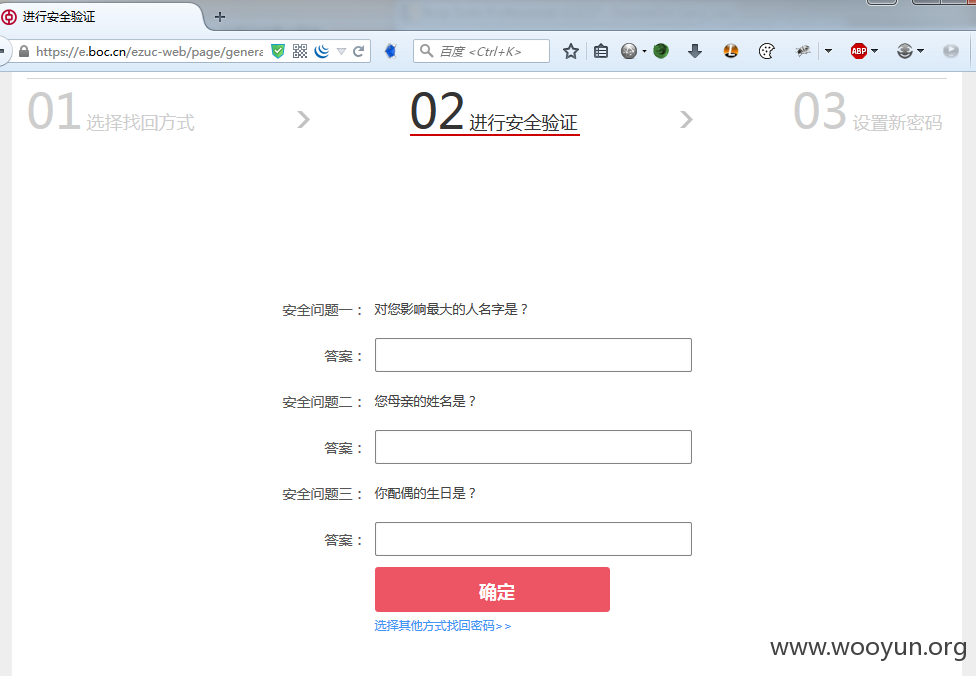 进行安全验证
https://e.boc.cn/ezuc-web/page/genera
百度 <Ctrl+K>
ABP
01 选择找回方式
02 进行安全验证
03 设置新密码
安全问题一： 对您影响最大的人名字是？
答案：
安全问题二： 您母亲的姓名是？
答案：
安全问题三： 你配偶的生日是？
答案：
确定
选择其他方式找回密码>>
www.wooyun.org